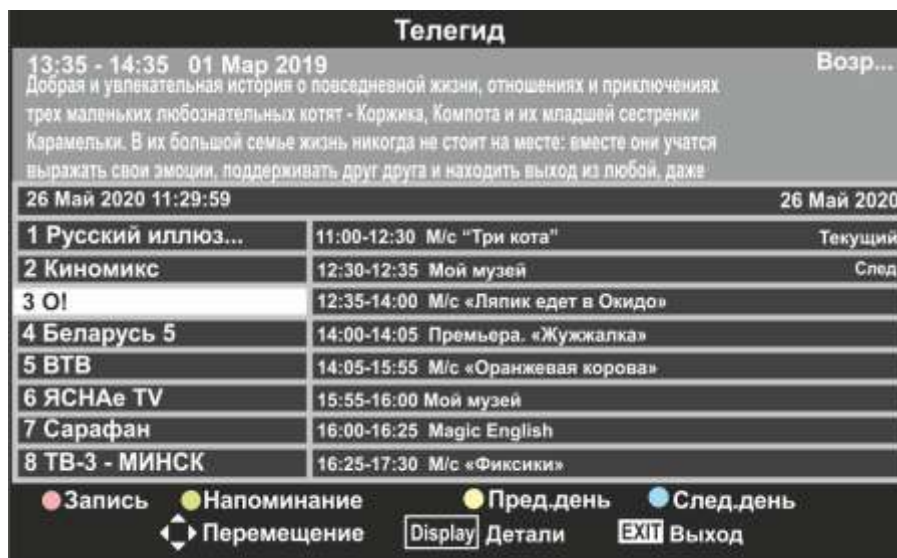 Телегид
13:35 - 14:35 01 Мар 2019 Возр...
Добрая и увлекательная история о повседневной жизни, отношениях и приключениях
трех маленьких любознательных котят - Коржика, Компота и их младшей сестренки
Карамельки. В их большой семье жизнь никогда не стоит на месте: вместе они учатся
выражать свои эмоции, поддерживать друг друга и находить выход из любой, даже
26 Май 2020 11:29:59 26 Май 2020
1 Русский иллюз... 11:00-12:30 М/с “Три кота” Текущий
2 Киномикс 12:30-12:35 Мой музей След
3 О! 12:35-14:00 М/с «Ляпик едет в Окидо»
4 Беларусь 5 14:00-14:05 Премьера. «Жужжалка»
5 ВТВ 14:05-15:55 М/с «Оранжевая корова»
6 ЯСНАе TV 15:55-16:00 Мой музей
7 Сарафан 16:00-16:25 Magic English
8 ТВ-3 - МИНСК 16:25-17:30 М/с «Фиксики»
Запись Напоминание Пред.день След.день
Перемещение Display Детали EXIT Выход